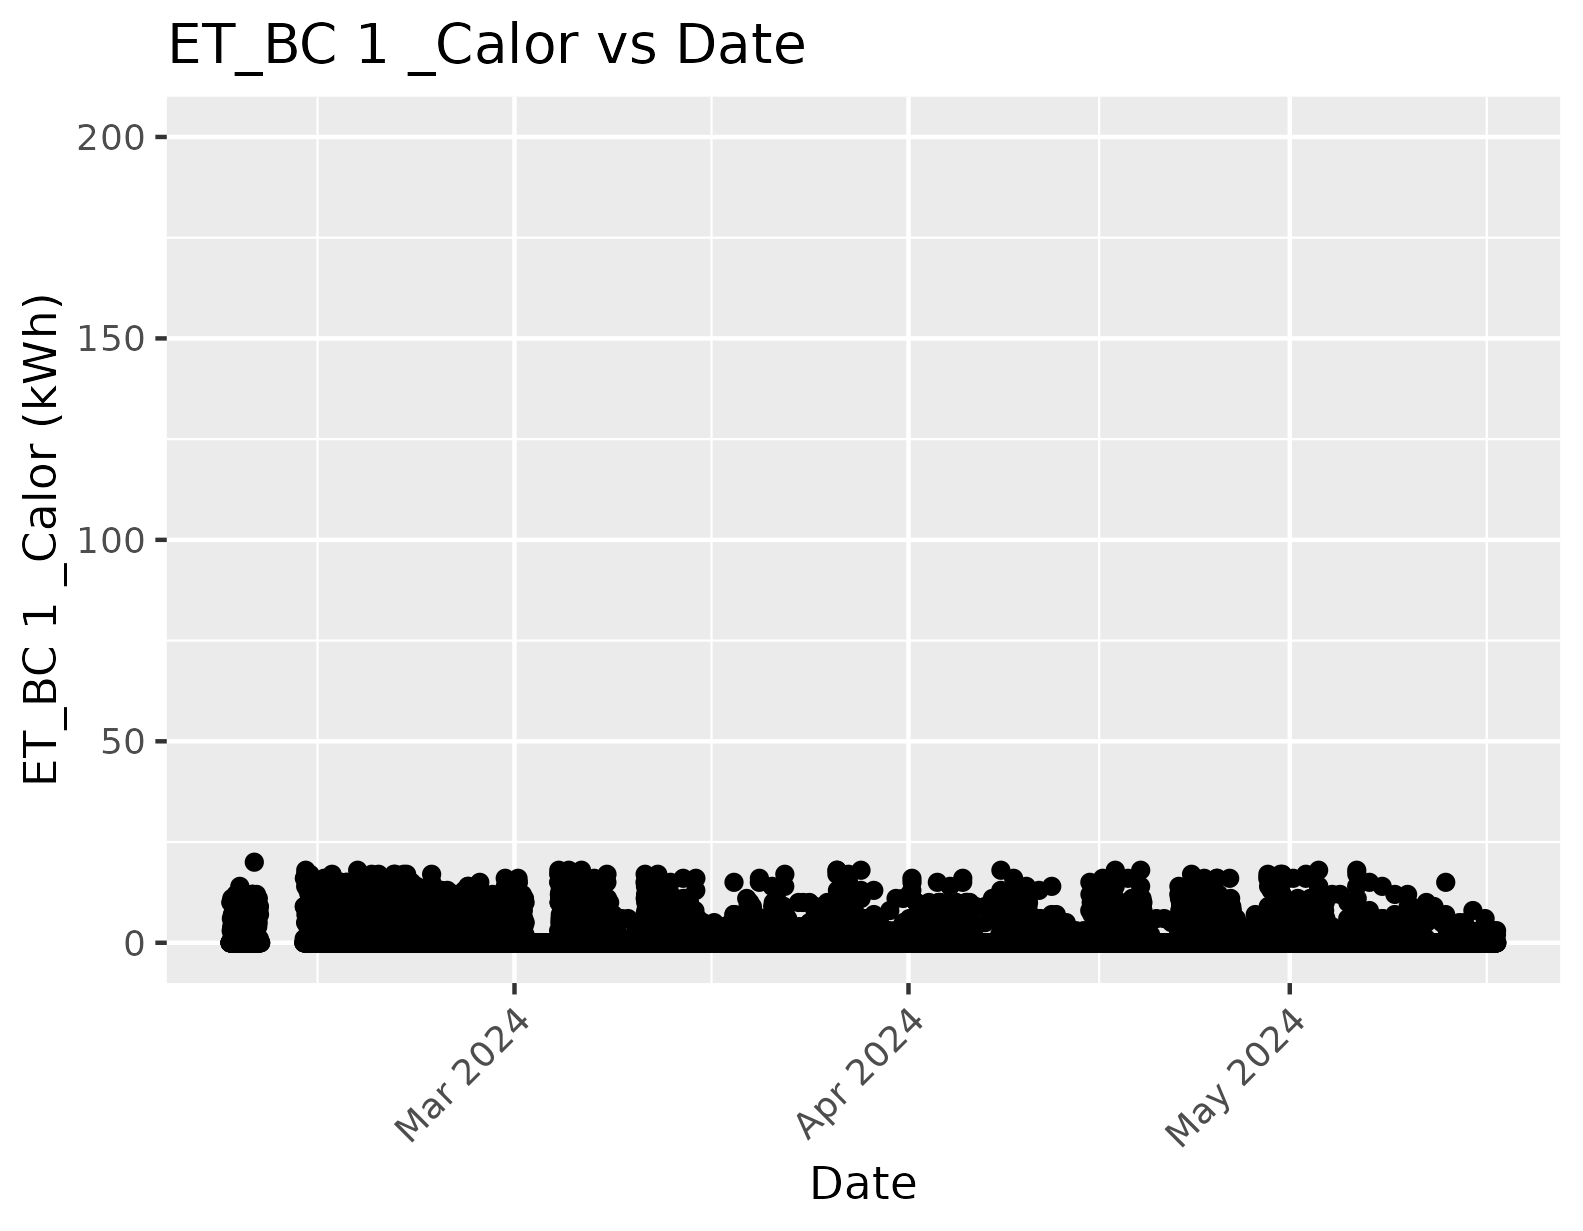 ET_BC 1 _Calor vs Date
ET_BC 1 _Calor (kWh)
200
150
100
50
0
Mar 2024
Apr 2024
May 2024
Date